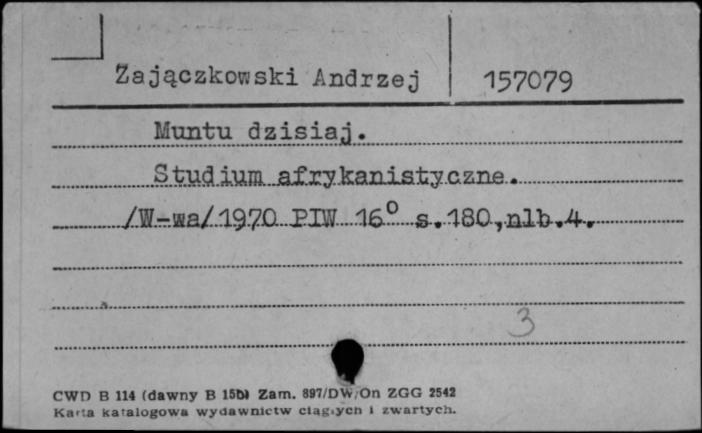 Zajączkowski Andrzej 157079
Muntu dzisiaj.
Studium afrykanistyczne.
/W-wa/1970 PIW 16° s.180,nlb.4.
3
CWD B 114 (dawny B 15b) Zam. 897/DW/On ZGG 2542
Karta katalogowa wydawnictw ciągłych i zwartych.